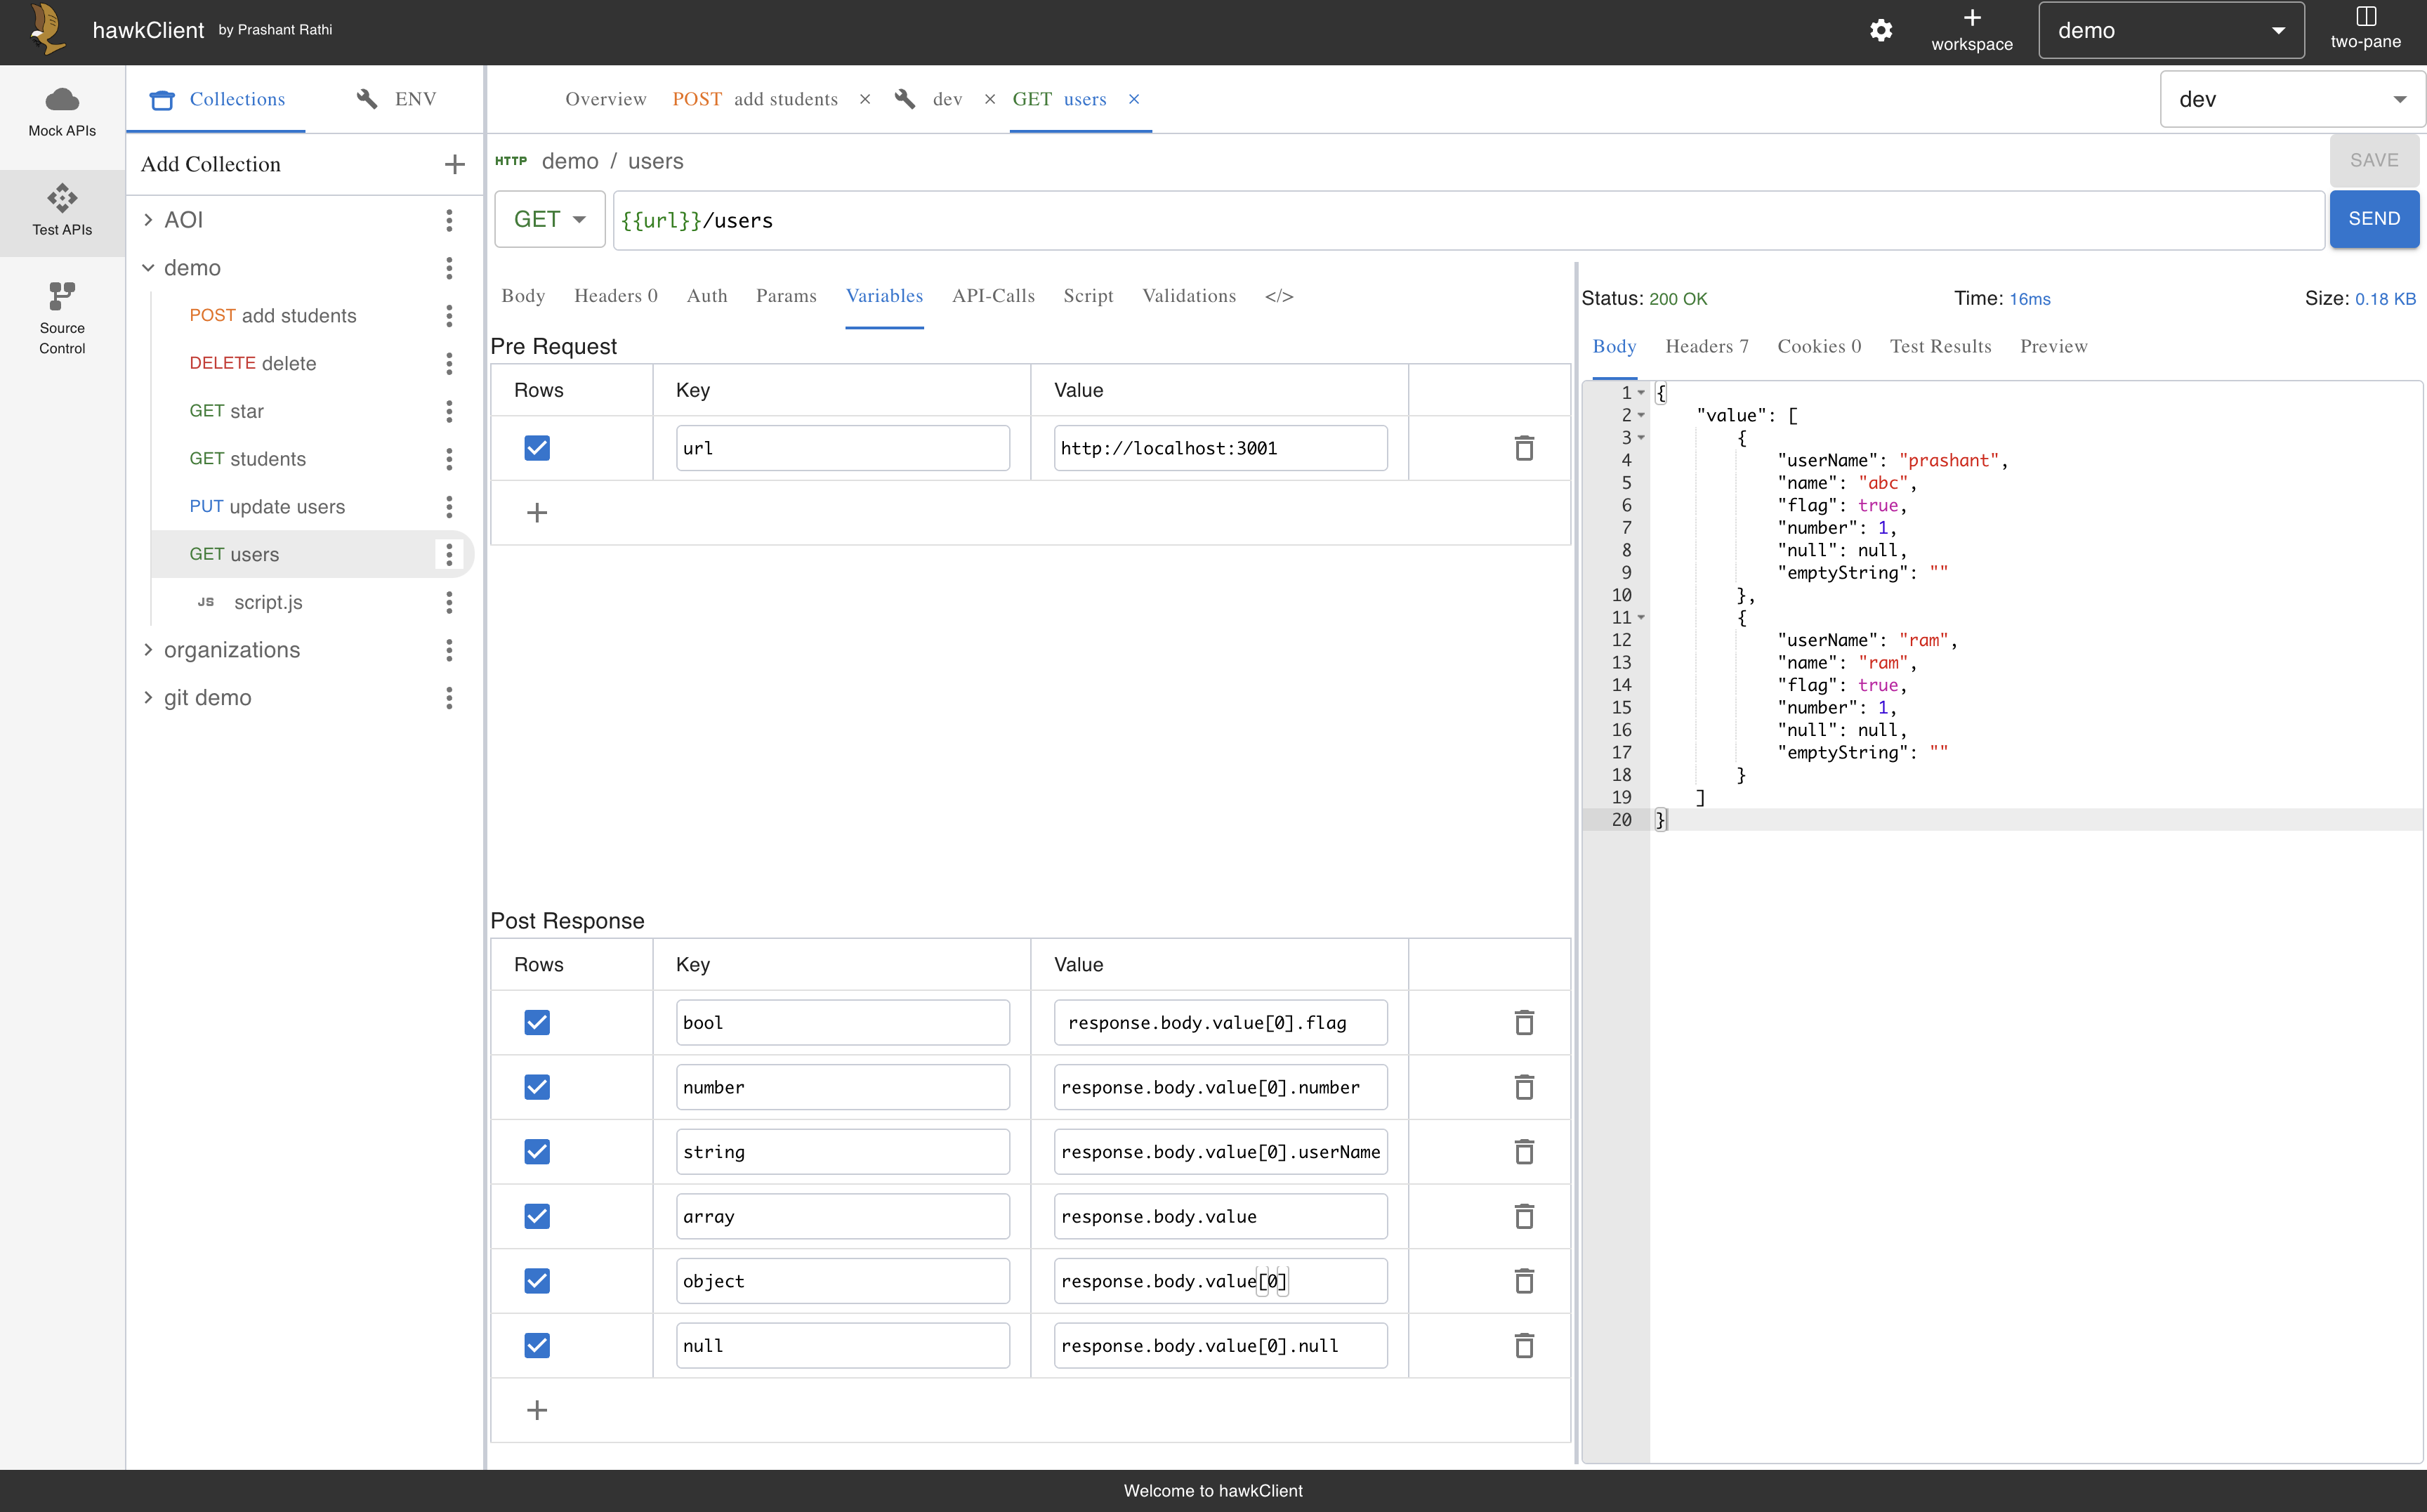 hawkClient by Prashant Rathi
workspace
demo
two-pane
Mock APIs
Test APIs
Source
Control
Collections
ENV
Add Collection
AOI
demo
POST add students
DELETE delete
GET star
GET students
PUT update users
GET users
JS script.js
organizations
git demo
Overview POST add students × dev × GET users ×
dev
HTTP demo / users
SAVE
GET
{{url}}/users
SEND
Body Headers 0 Auth Params Variables API-Calls Script Validations </>
Pre Request
Rows Key Value
url http://localhost:3001
Post Response
Rows Key Value
bool response.body.value[0].flag
number response.body.value[0].number
string response.body.value[0].userName
array response.body.value
object response.body.value[0]
null response.body.value[0].null
Status: 200 OK Time: 16ms Size: 0.18 KB
Body Headers 7 Cookies 0 Test Results Preview
1 {
2 "value": [
3 {
4 "userName": "prashant",
5 "name": "abc",
6 "flag": true,
7 "number": 1,
8 "null": null,
9 "emptyString": ""
10 },
11 {
12 "userName": "ram",
13 "name": "ram",
14 "flag": true,
15 "number": 1,
16 "null": null,
17 "emptyString": ""
18 }
19 ]
20 }
Welcome to hawkClient